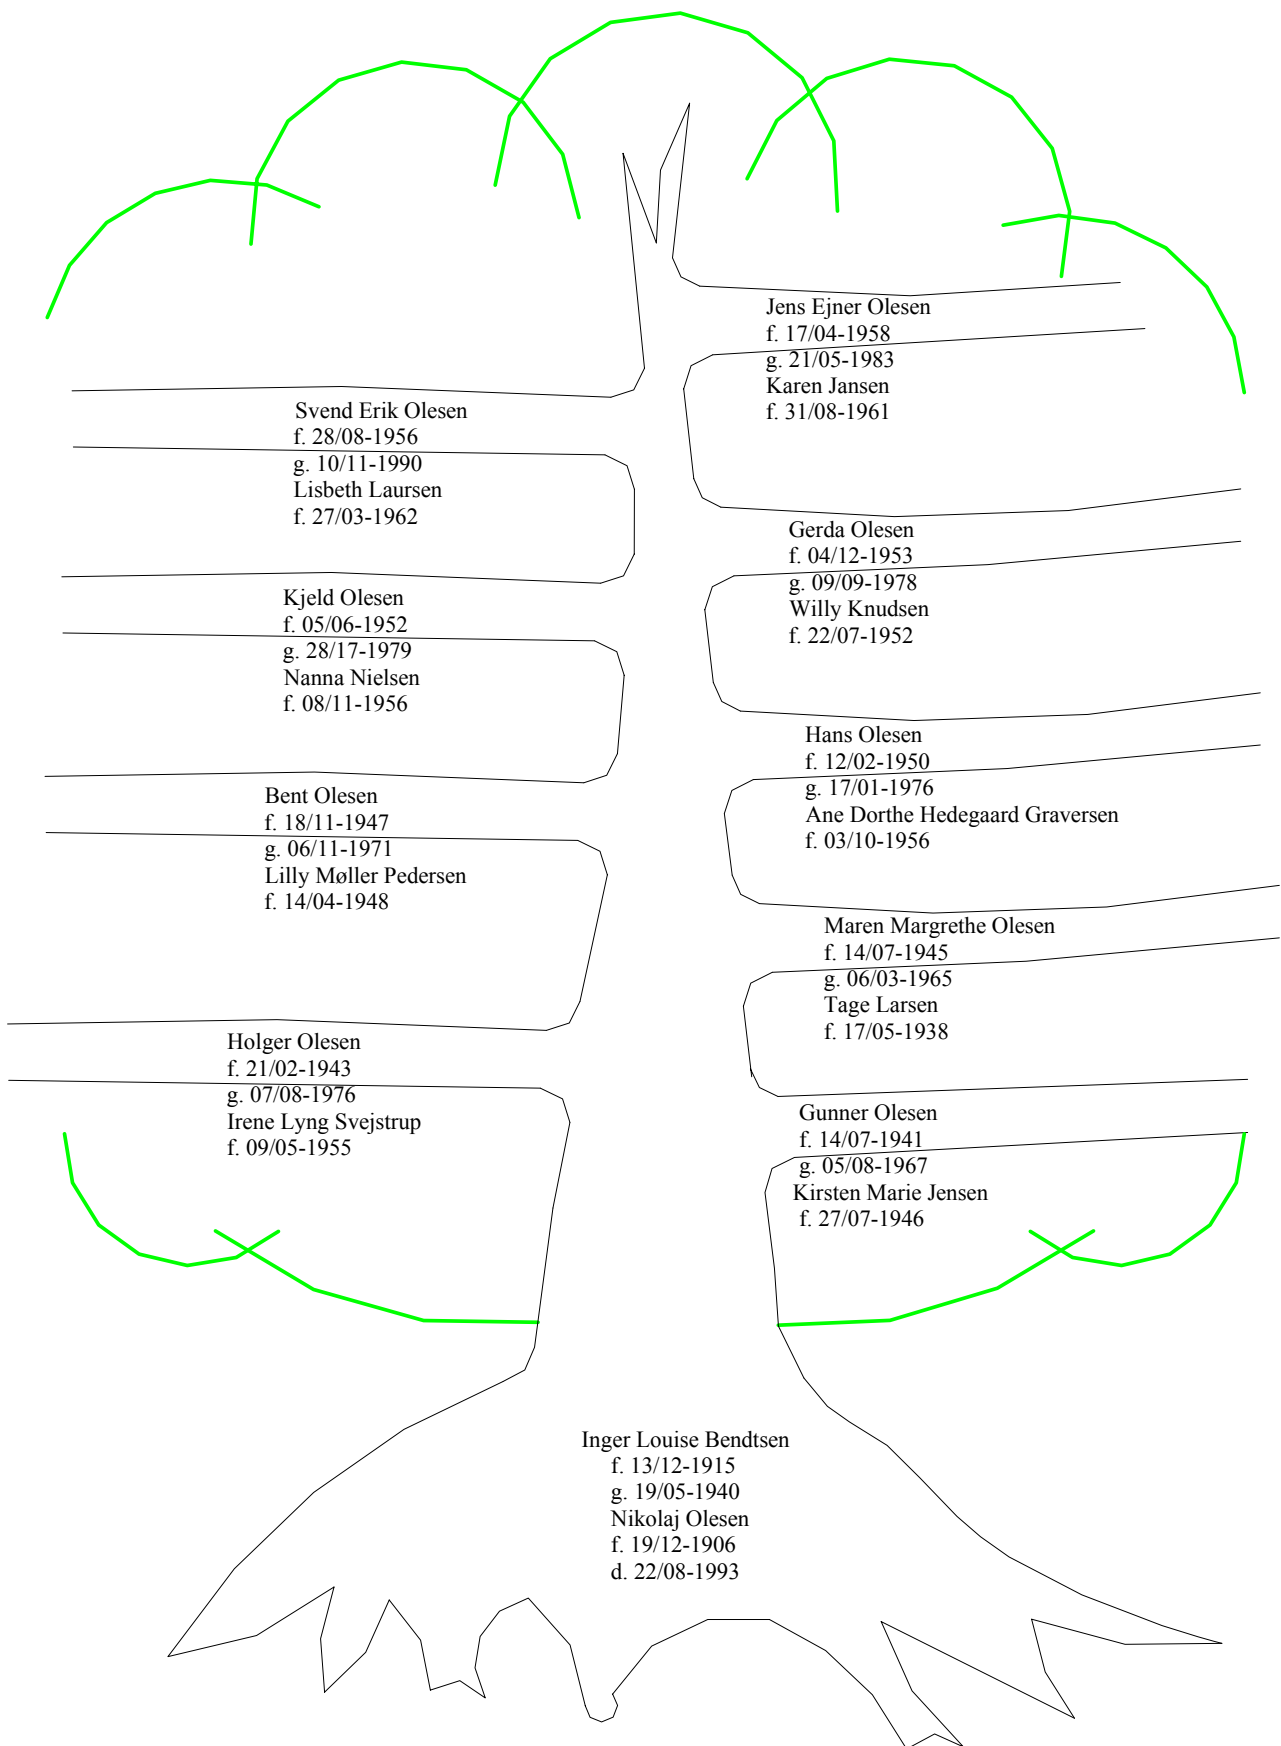 Jens Ejner Olesen
f. 17/04-1958
g. 21/05-1983
Karen Jansen
f. 31/08-1961
Svend Erik Olesen
f. 28/08-1956
g. 10/11-1990
Lisbeth Laursen
f. 27/03-1962
Gerda Olesen
f. 04/12-1953
g. 09/09-1978
Willy Knudsen
f. 22/07-1952
Kjeld Olesen
f. 05/06-1952
g. 28/17-1979
Nanna Nielsen
f. 08/11-1956
Hans Olesen
f. 12/02-1950
g. 17/01-1976
Ane Dorthe Hedegaard Graversen
f. 03/10-1956
Bent Olesen
f. 18/11-1947
g. 06/11-1971
Lilly Møller Pedersen
f. 14/04-1948
Maren Margrethe Olesen
f. 14/07-1945
g. 06/03-1965
Tage Larsen
f. 17/05-1938
Holger Olesen
f. 21/02-1943
g. 07/08-1976
Irene Lyng Svejstrup
f. 09/05-1955
Gunner Olesen
f. 14/07-1941
g. 05/08-1967
Kirsten Marie Jensen
f. 27/07-1946
Inger Louise Bendtsen
f. 13/12-1915
g. 19/05-1940
Nikolaj Olesen
f. 19/12-1906
d. 22/08-1993